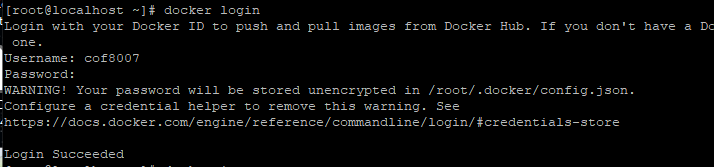 [root@localhost ~]# docker login
Login with your Docker ID to push and pull images from Docker Hub. If you don't have a Do
one.
Username: cof8007
Password:
WARNING! Your password will be stored unencrypted in /root/.docker/config.json.
Configure a credential helper to remove this warning. See
https://docs.docker.com/engine/reference/commandline/login/#credentials-store
Login Succeeded